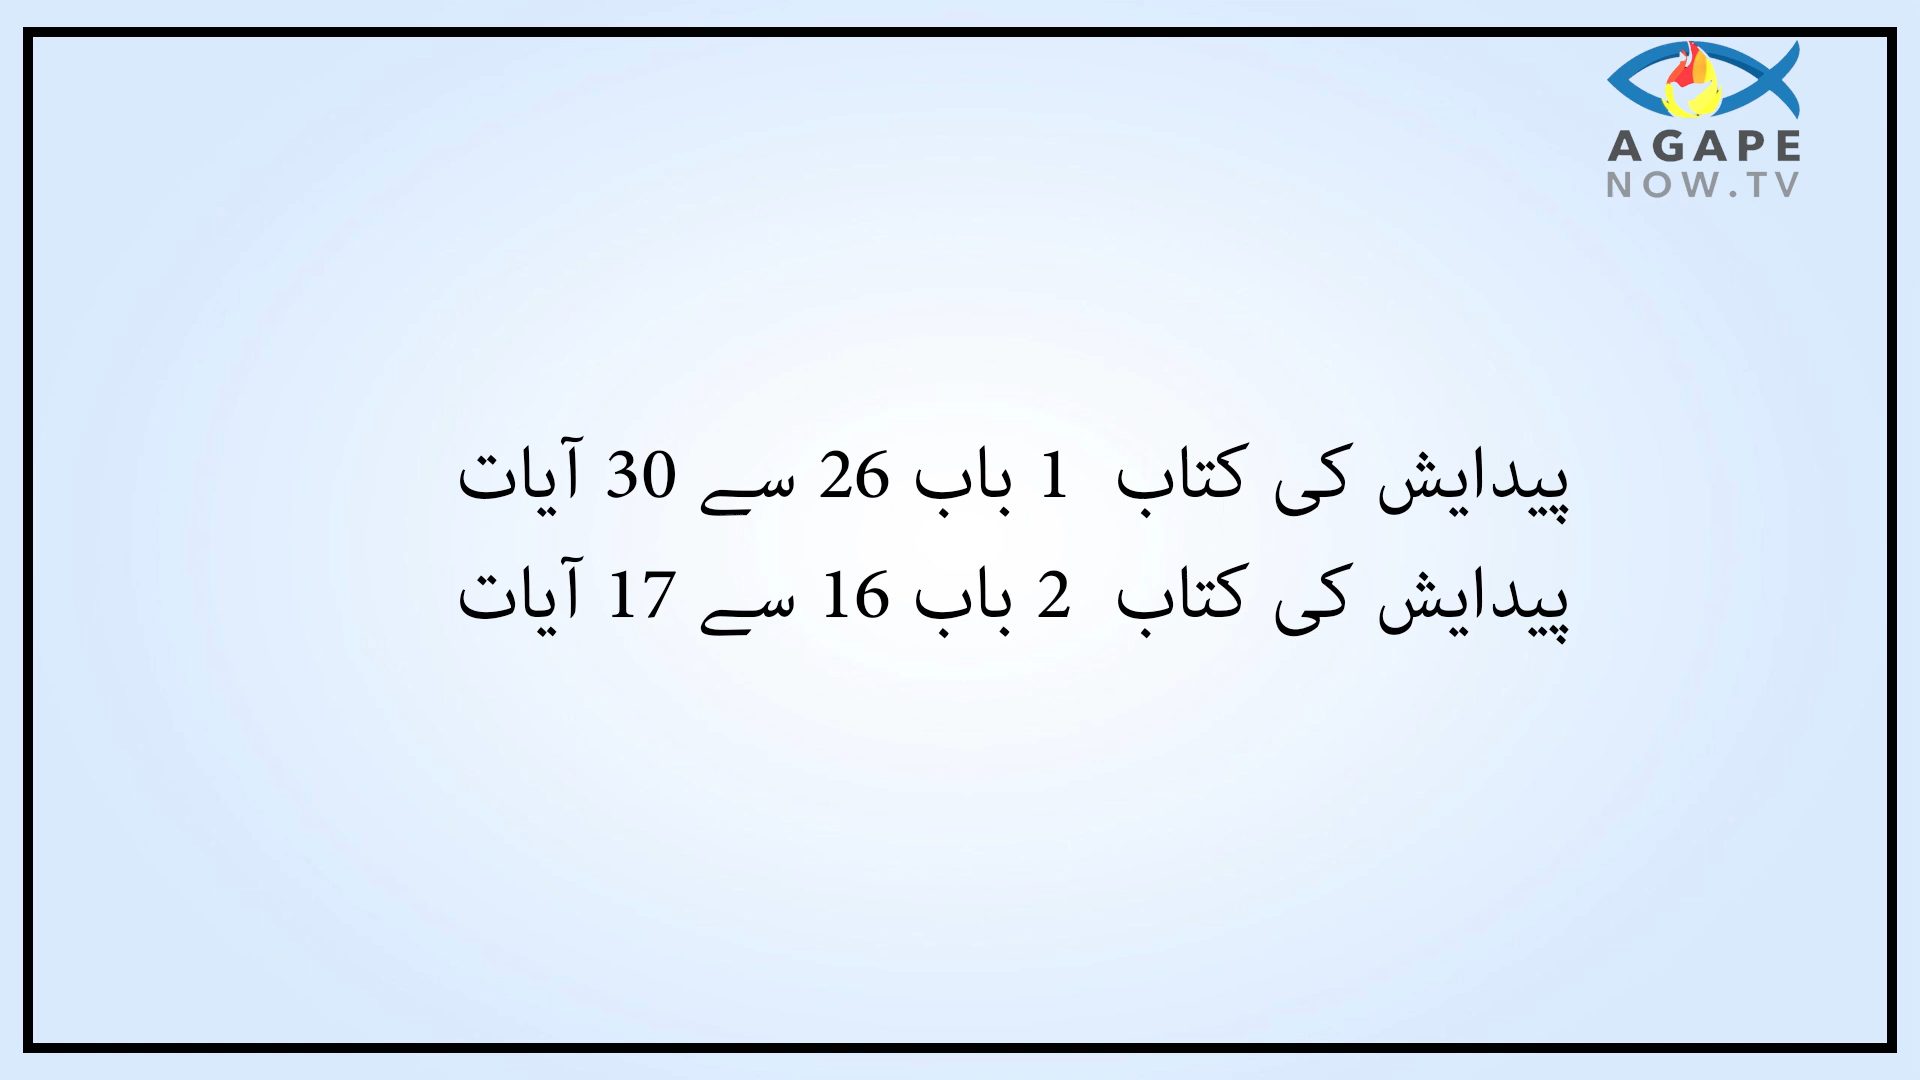 AGAPE
NOW.TV
پیدایش کی کتاب 1 باب 26 سے 30 آیات
پیدایش کی کتاب 2 باب 16 سے 17 آیات